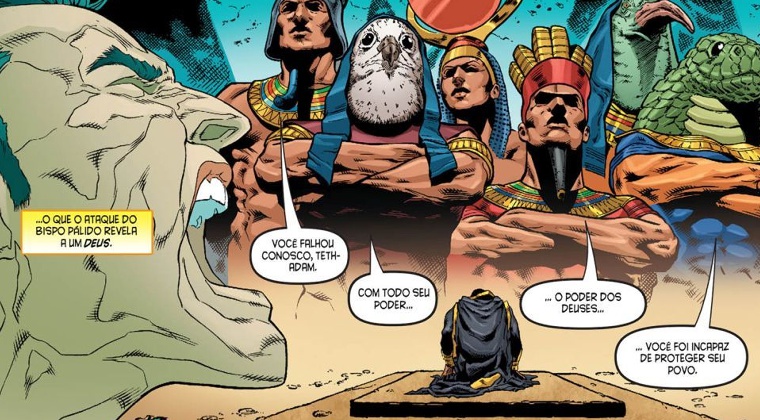 ...O QUE O ATAQUE DO
BISPO PÁLIDO REVELA
A UM DEUS.
VOCÊ FALHOU
CONOSCO, TETH-
ADAM.
COM TODO SEU
PODER...
... O PODER DOS
DEUSES...
... VOCÊ FOI INCAPAZ
DE PROTEGER SEU
POVO.